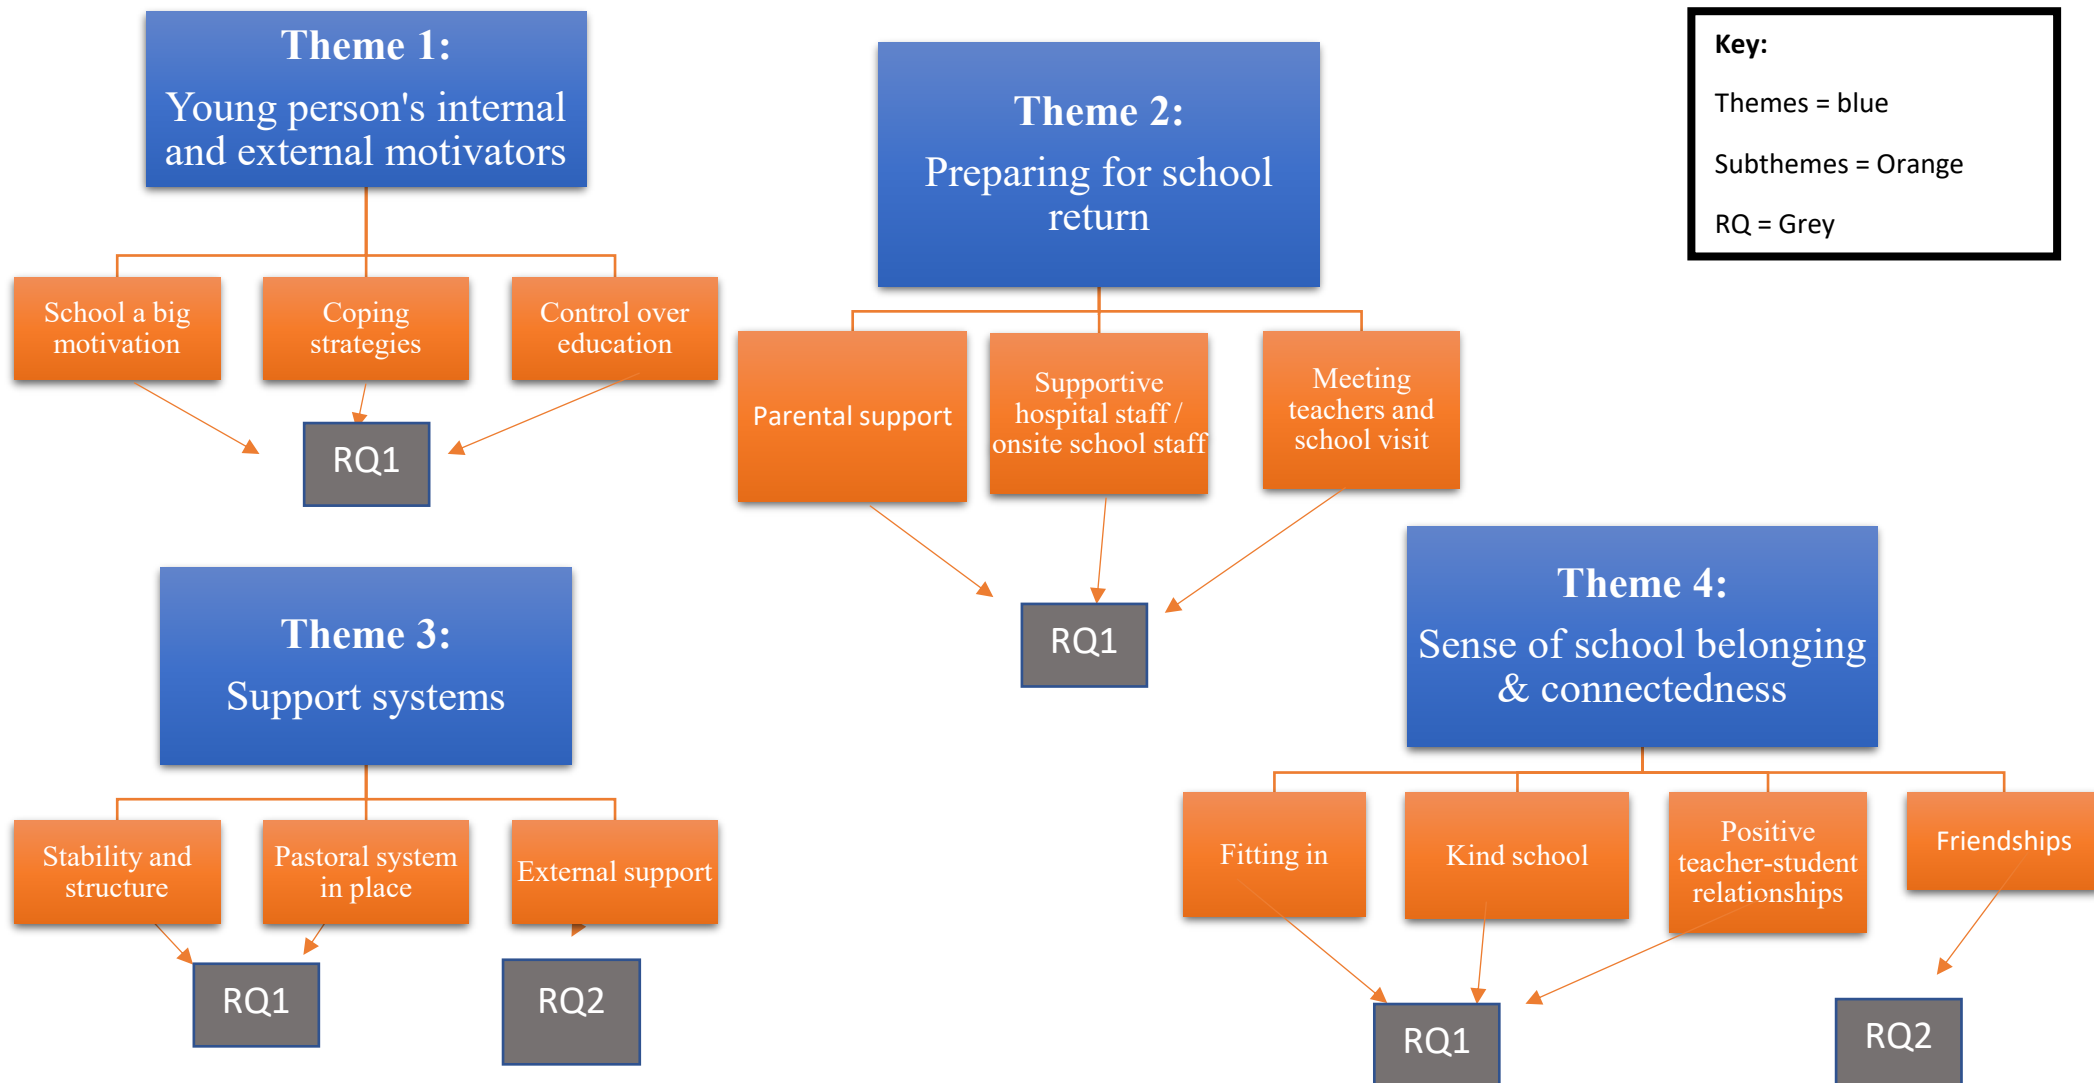 Theme 1:
Young person's internal
and external motivators
School a big
motivation
Coping
strategies
Control over
education
RQ1
Theme 2:
Preparing for school
return
Parental support
Supportive
hospital staff /
onsite school staff
Meeting
teachers and
school visit
RQ1
Key:
Themes = blue
Subthemes = Orange
RQ = Grey
Theme 3:
Support systems
Stability and
structure
Pastoral system
in place
External support
RQ1
RQ2
Theme 4:
Sense of school belonging
& connectedness
Fitting in
Kind school
Positive
teacher-student
relationships
Friendships
RQ1
RQ2